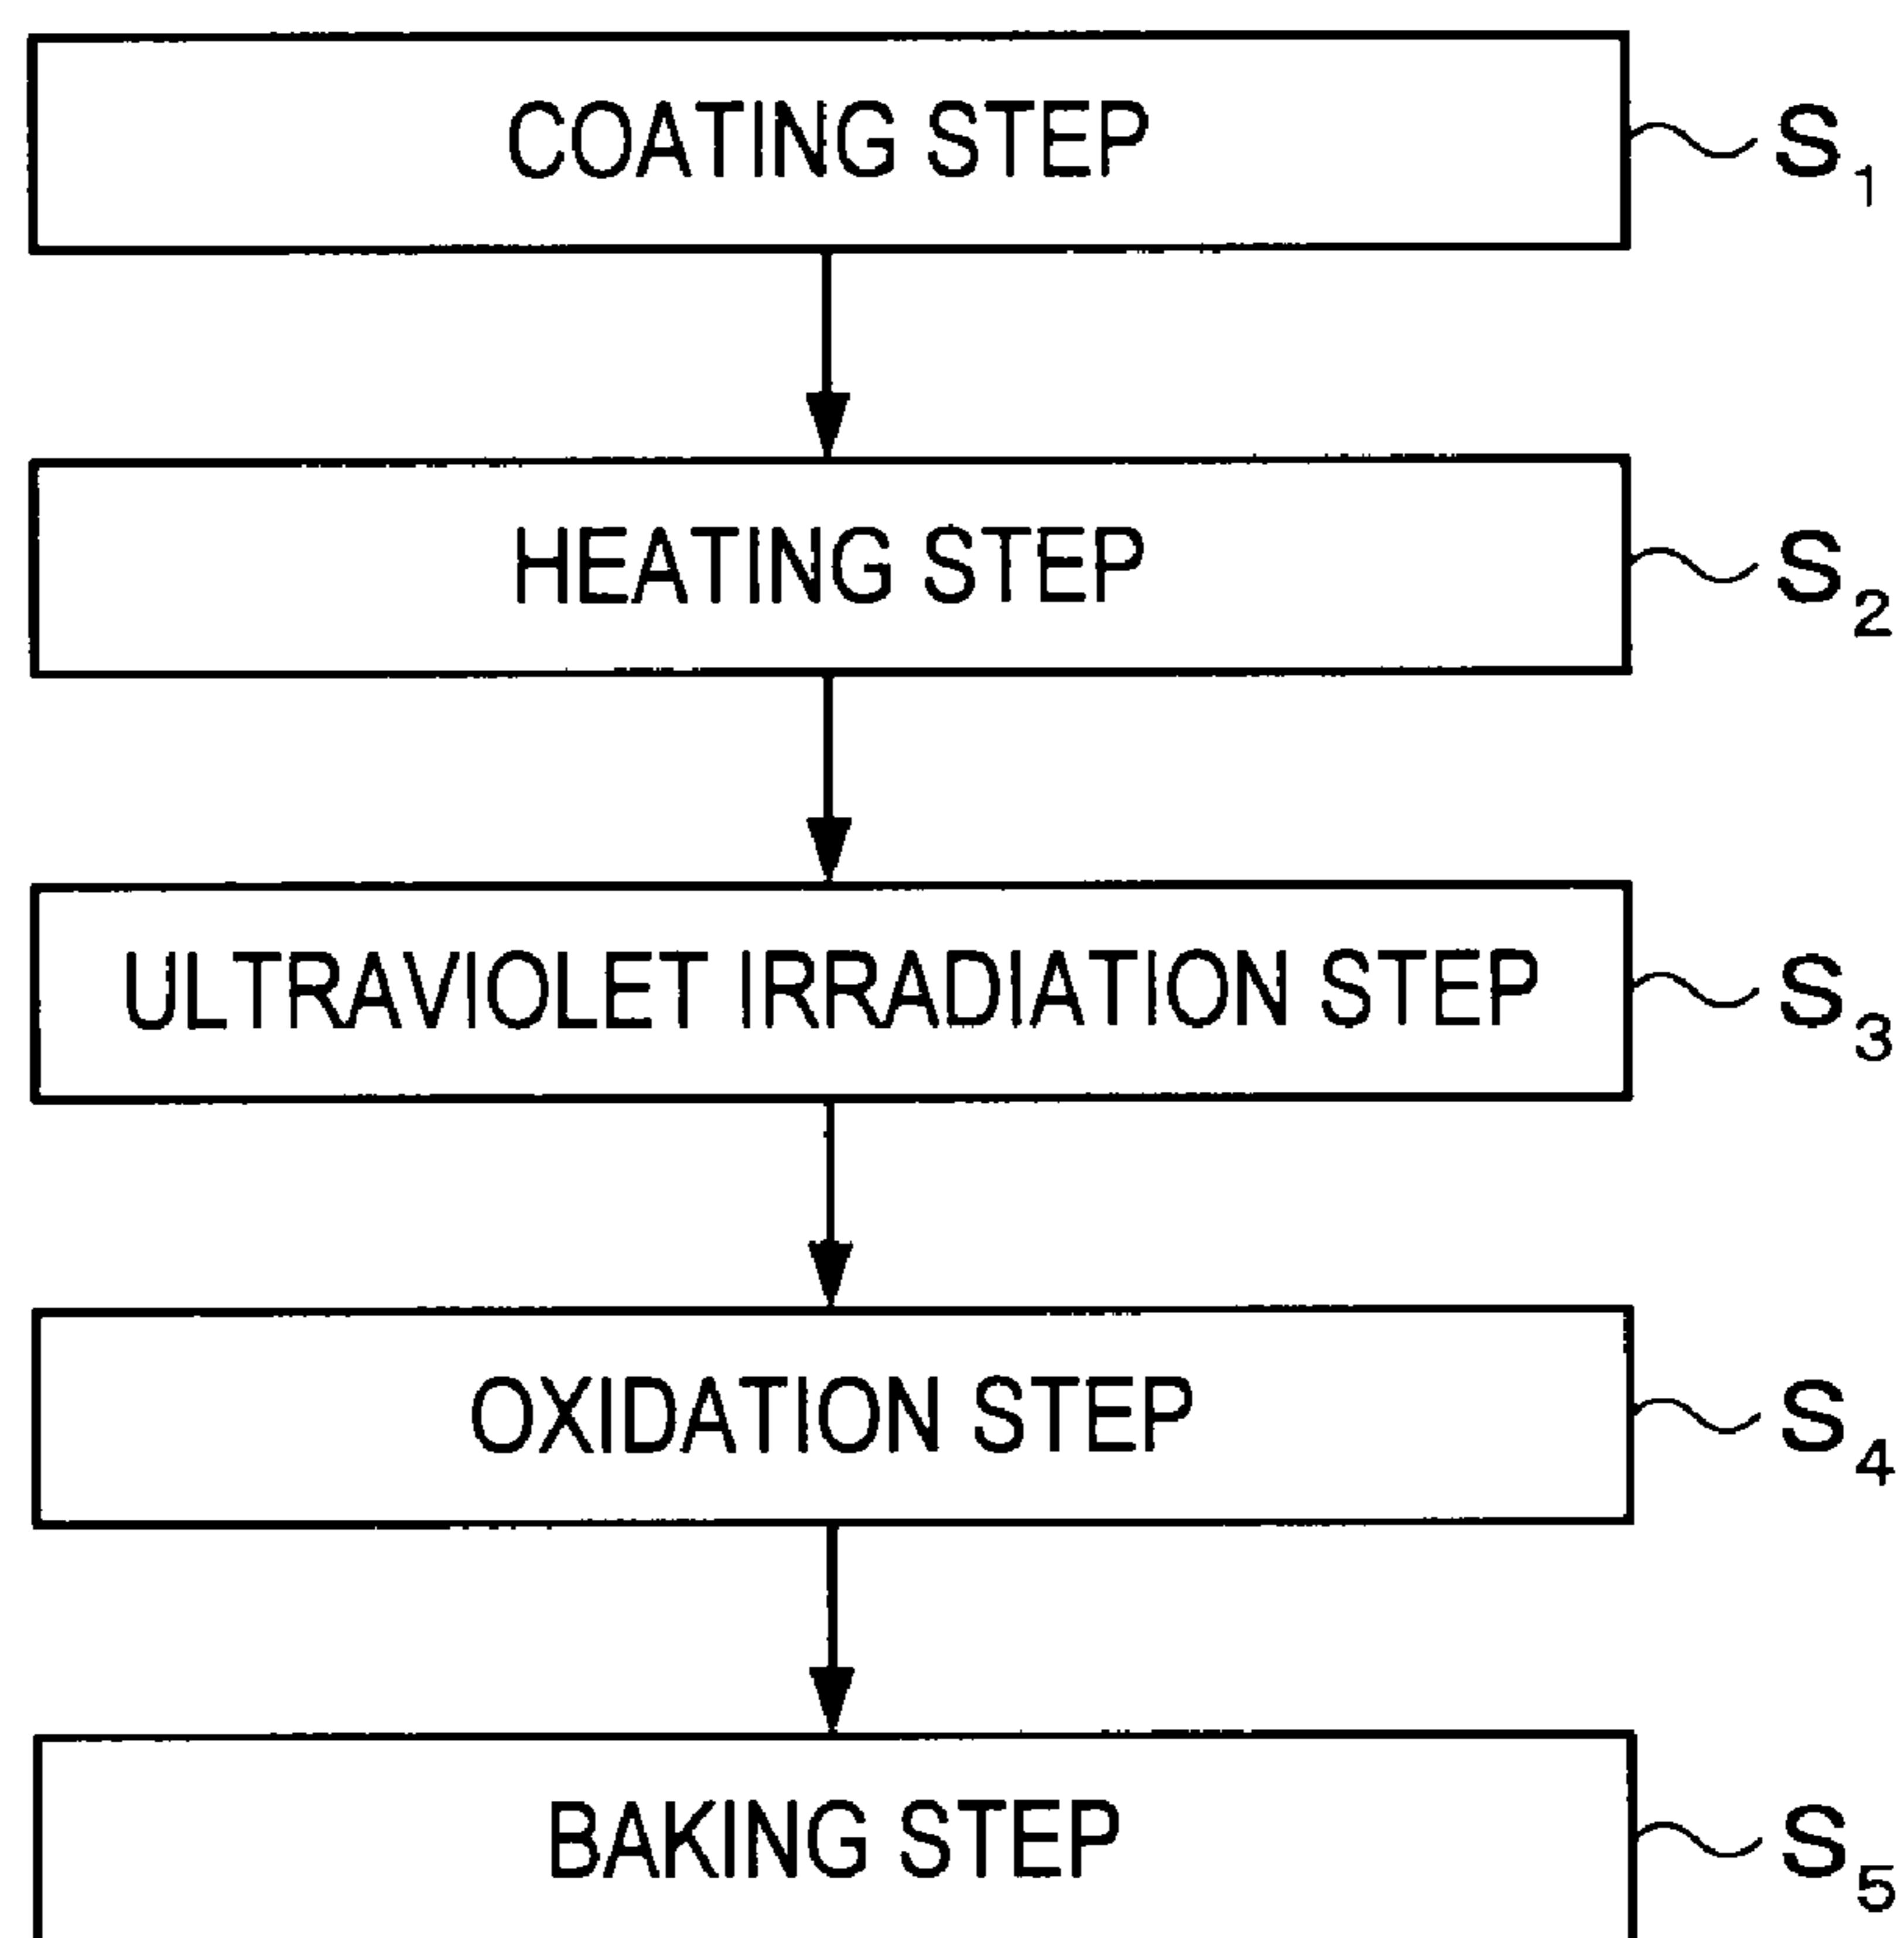 COATING STEP S1
HEATING STEP S2
ULTRAVIOLET IRRADIATION STEP S3
OXIDATION STEP S4
BAKING STEP S5